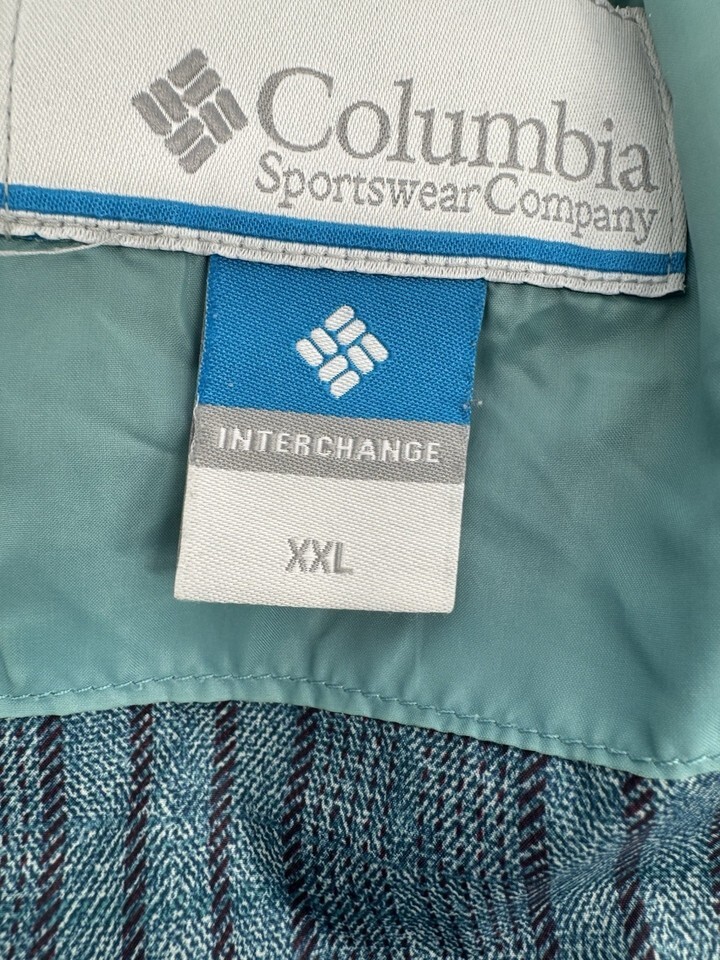 Columbia
Sportswear Company
INTERCHANGE
XXL